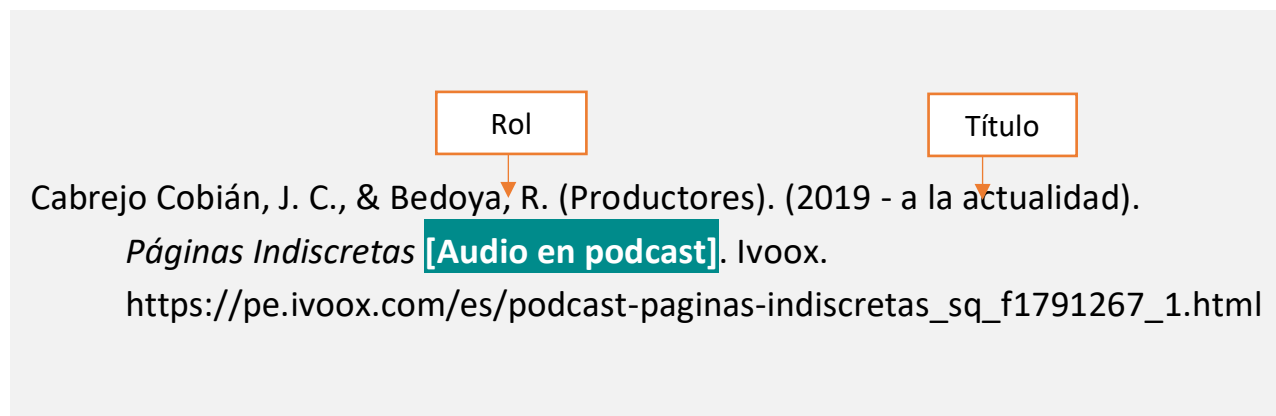 Rol
Título
Cabrejo Cobián, J. C., & Bedoya, R. (Productores). (2019 - a la actualidad).
Páginas Indiscretas [Audio en podcast]. Ivoox.
https://pe.ivoox.com/es/podcast-paginas-indiscretas_sq_f1791267_1.html